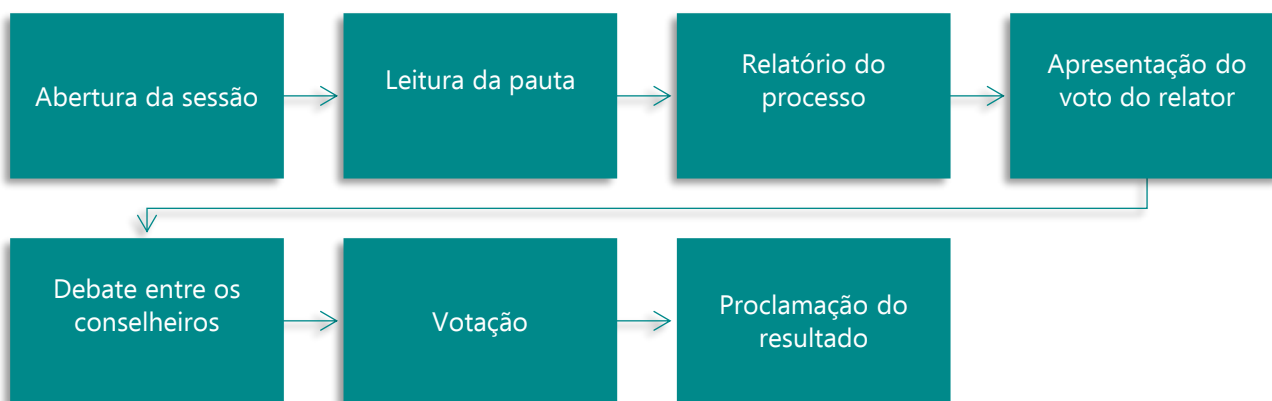 Abertura da sessão
Leitura da pauta
Relatório do
processo
Apresentação do
voto do relator
Debate entre os
conselheiros
Votação
Proclamação do
resultado